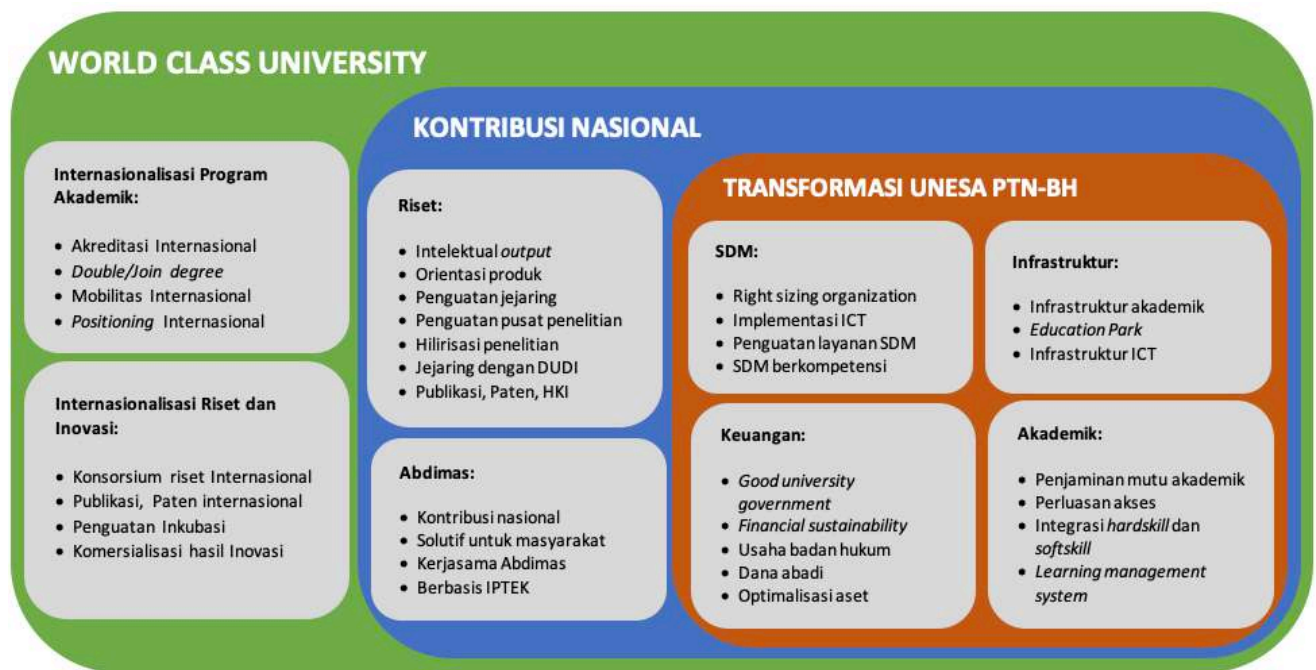 WORLD CLASS UNIVERSITY
Internasionalisasi Program
Akademik:
• Akreditasi Internasional
• Double/Join degree
• Mobilitas Internasional
• Positioning Internasional
Internasionalisasi Riset dan
Inovasi:
• Konsorsium riset Internasional
• Publikasi, Paten internasional
• Penguatan Inkubasi
• Komersialisasi hasil Inovasi
KONTRIBUSI NASIONAL
Riset:
• Intelektual output
• Orientasi produk
• Penguatan jejaring
• Penguatan pusat penelitian
• Hilirisasi penelitian
• Jejaring dengan DUDI
• Publikasi, Paten, HKI
Abdimas:
• Kontribusi nasional
• Solutif untuk masyarakat
• Kerjasama Abdimas
• Berbasis IPTEK
TRANSFORMASI UNESA PTN-BH
SDM:
• Right sizing organization
• Implementasi ICT
• Penguatan layanan SDM
• SDM berkompetensi
Infrastruktur:
• Infrastruktur akademik
• Education Park
• Infrastruktur ICT
Keuangan:
• Good university
government
• Financial sustainability
• Usaha badan hukum
• Dana abadi
• Optimalisasi aset
Akademik:
• Penjaminan mutu akademik
• Perluasan akses
• Integrasi hardskill dan
softskill
• Learning management
system